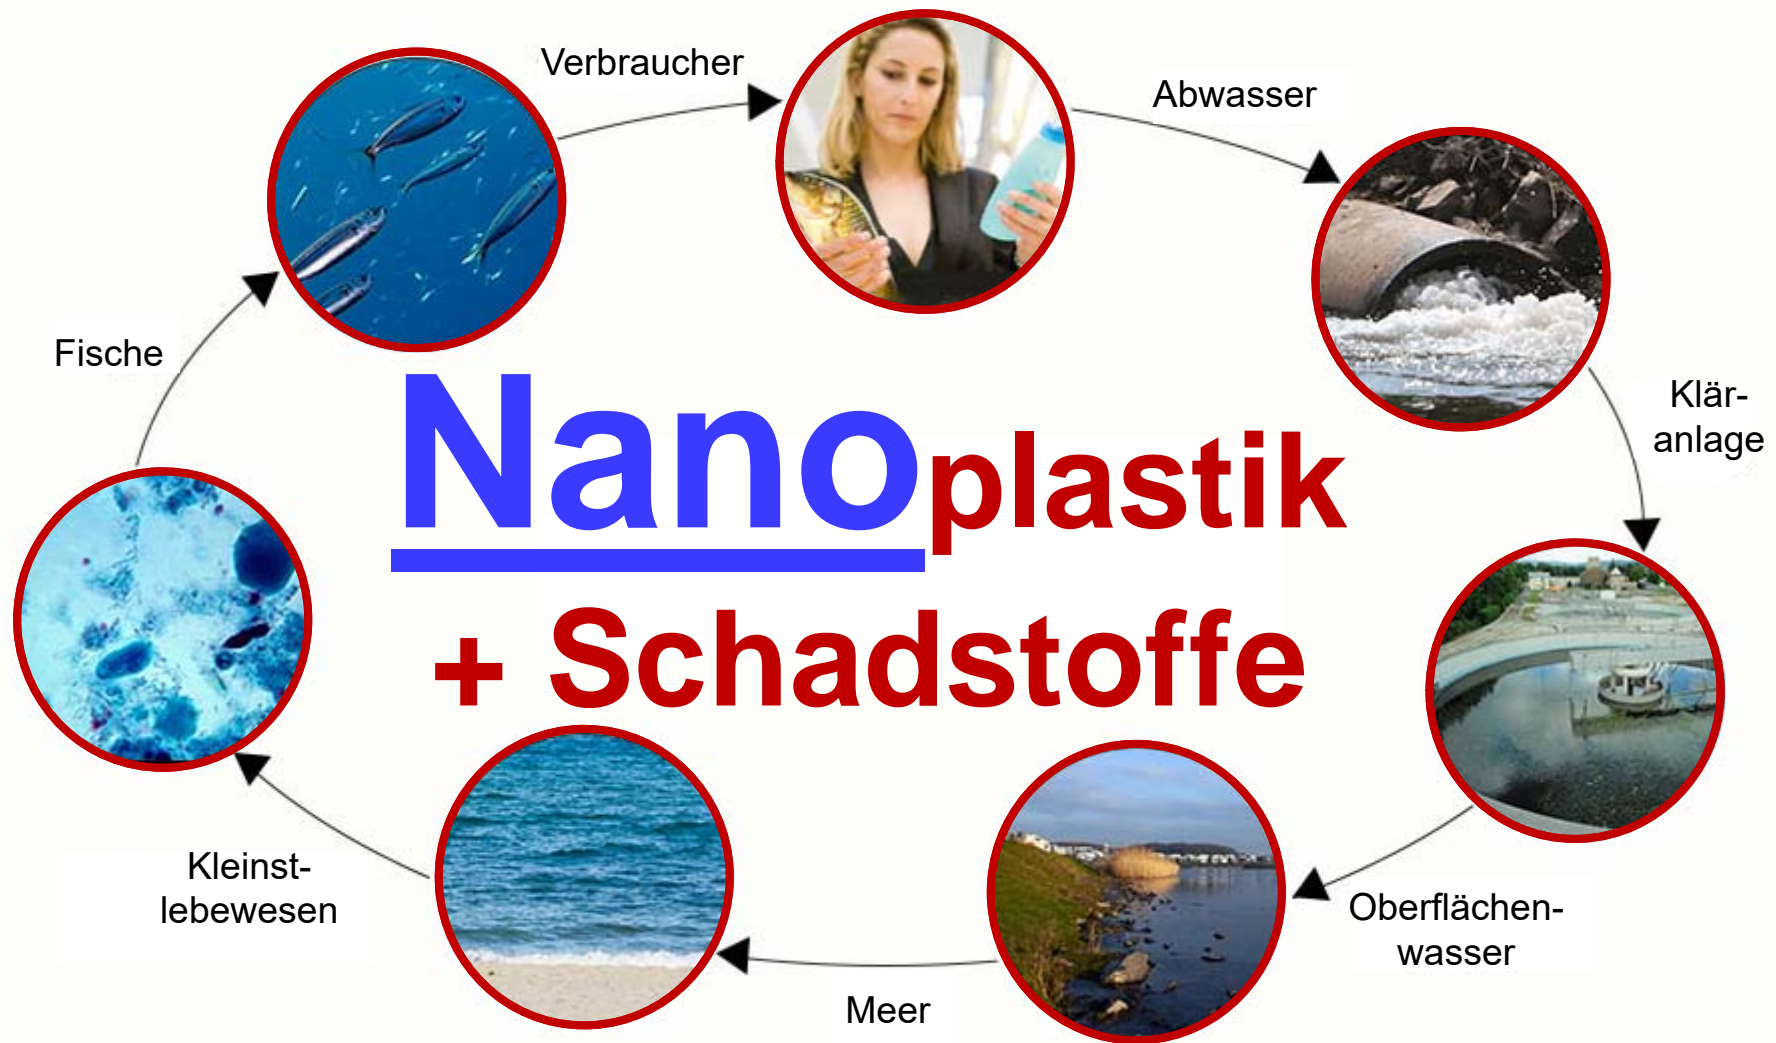 Verbraucher
Abwasser
Klär-
anlage
Fische
Nanoplastik
+ Schadstoffe
Kleinst-
lebewesen
Oberflächen-
wasser
Meer